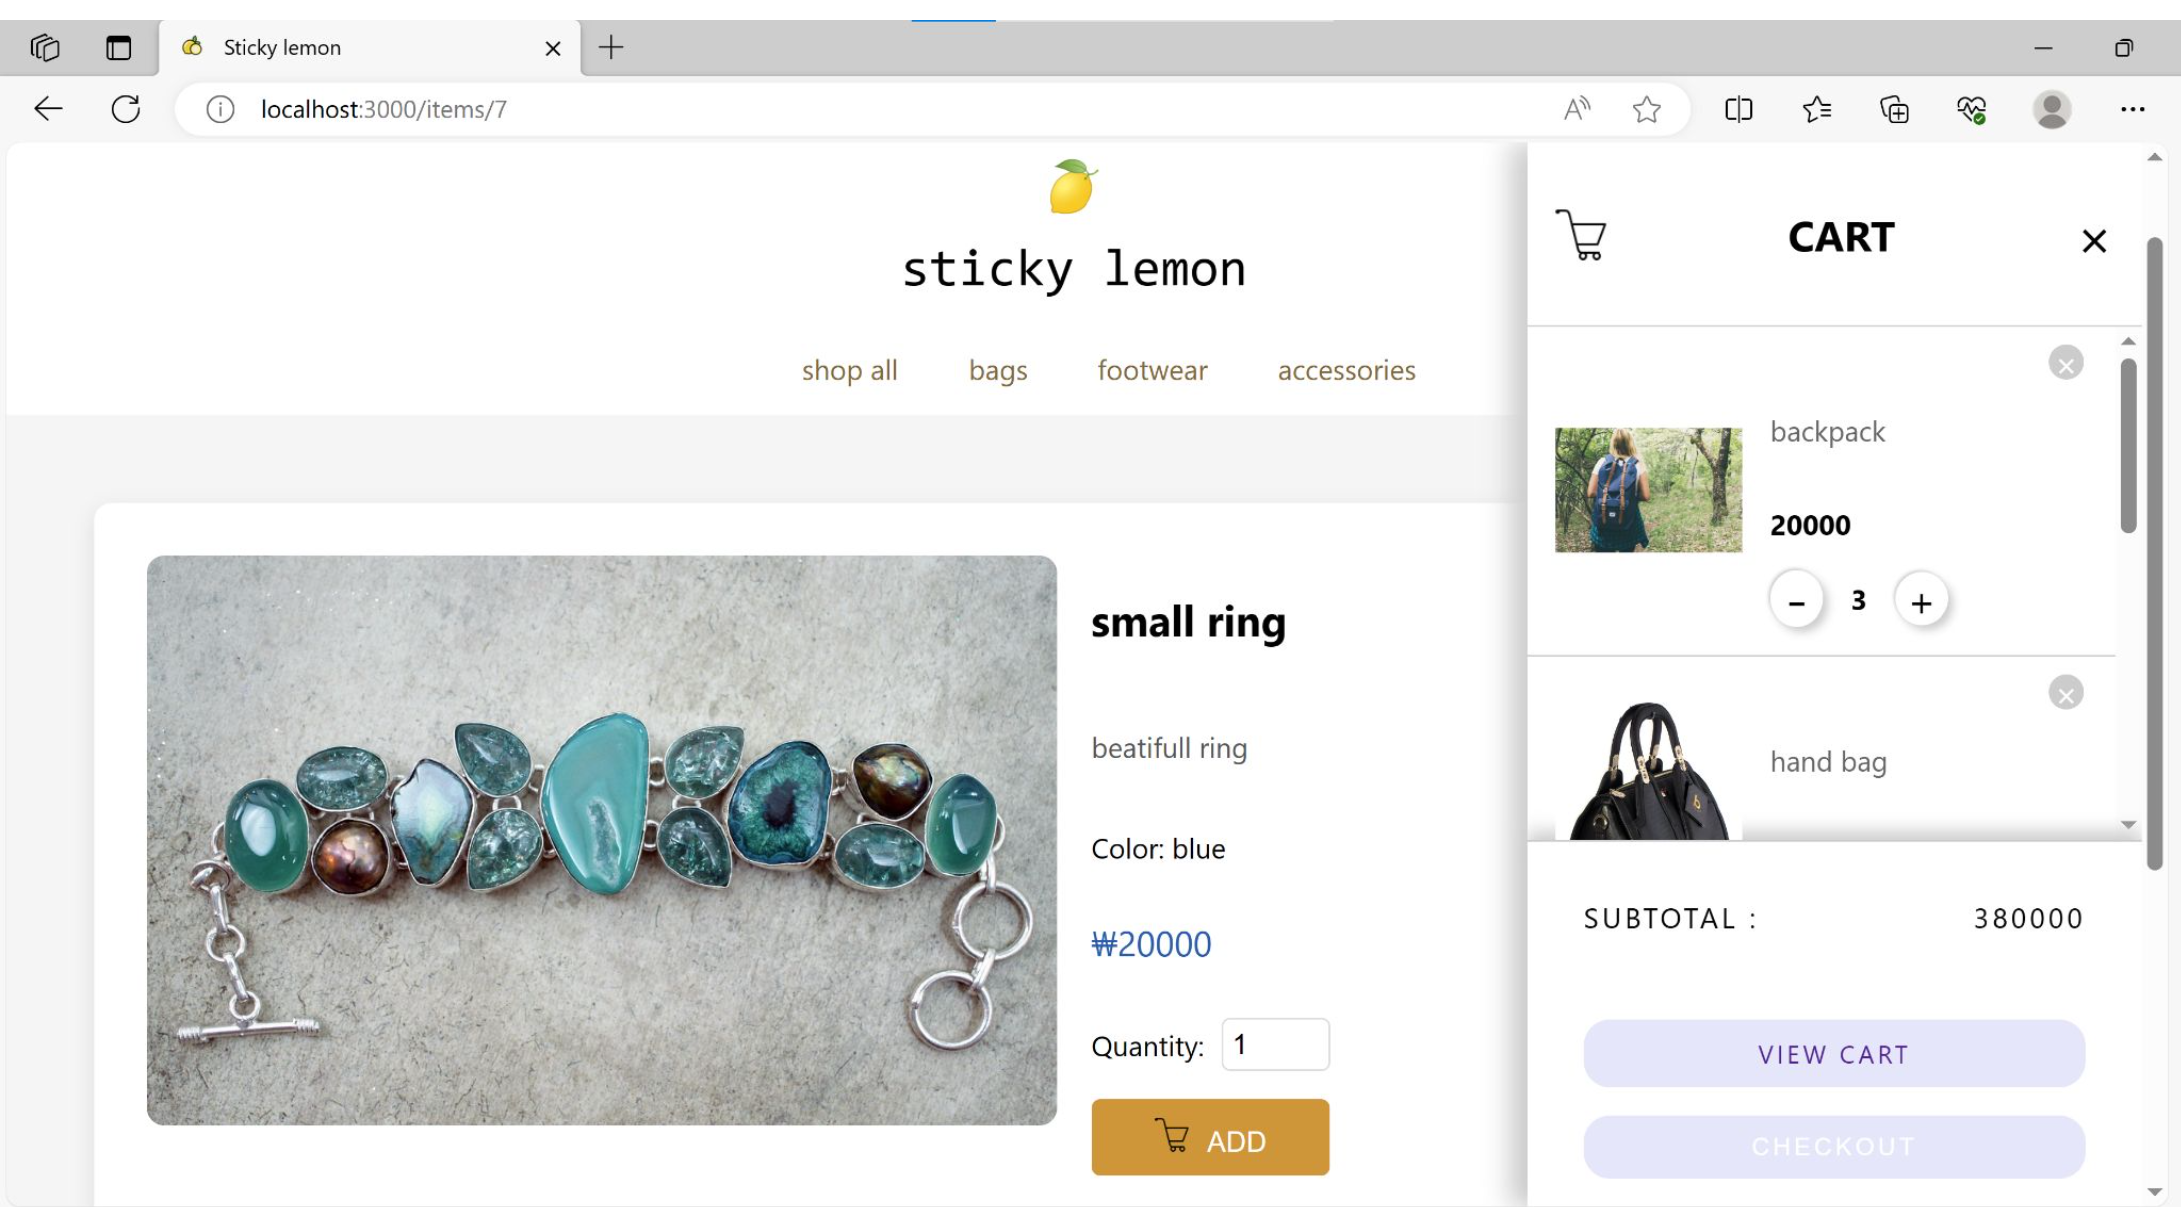 Sticky lemon
localhost:3000/items/7
sticky lemon
shop all bags footwear accessories
small ring
beatifull ring
Color: blue
₩20000
Quantity: 1
ADD
CART
backpack
20000
- 3 +
hand bag
SUBTOTAL : 380000
VIEW CART
CHECKOUT